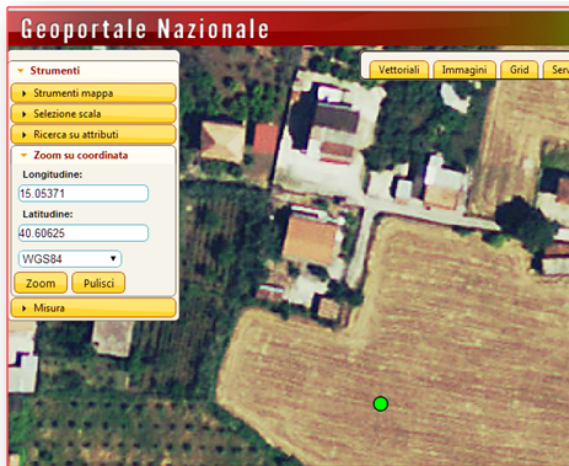 Geoportale Nazionale
Strumenti
Vettoriali Immagini Grid Serv
Strumenti mappa
Selezione scala
Ricerca su attributi
Zoom su coordinata
Longitudine:
15.05371
Latitudine:
40.60625
WGS84
Zoom Pulisci
Misura